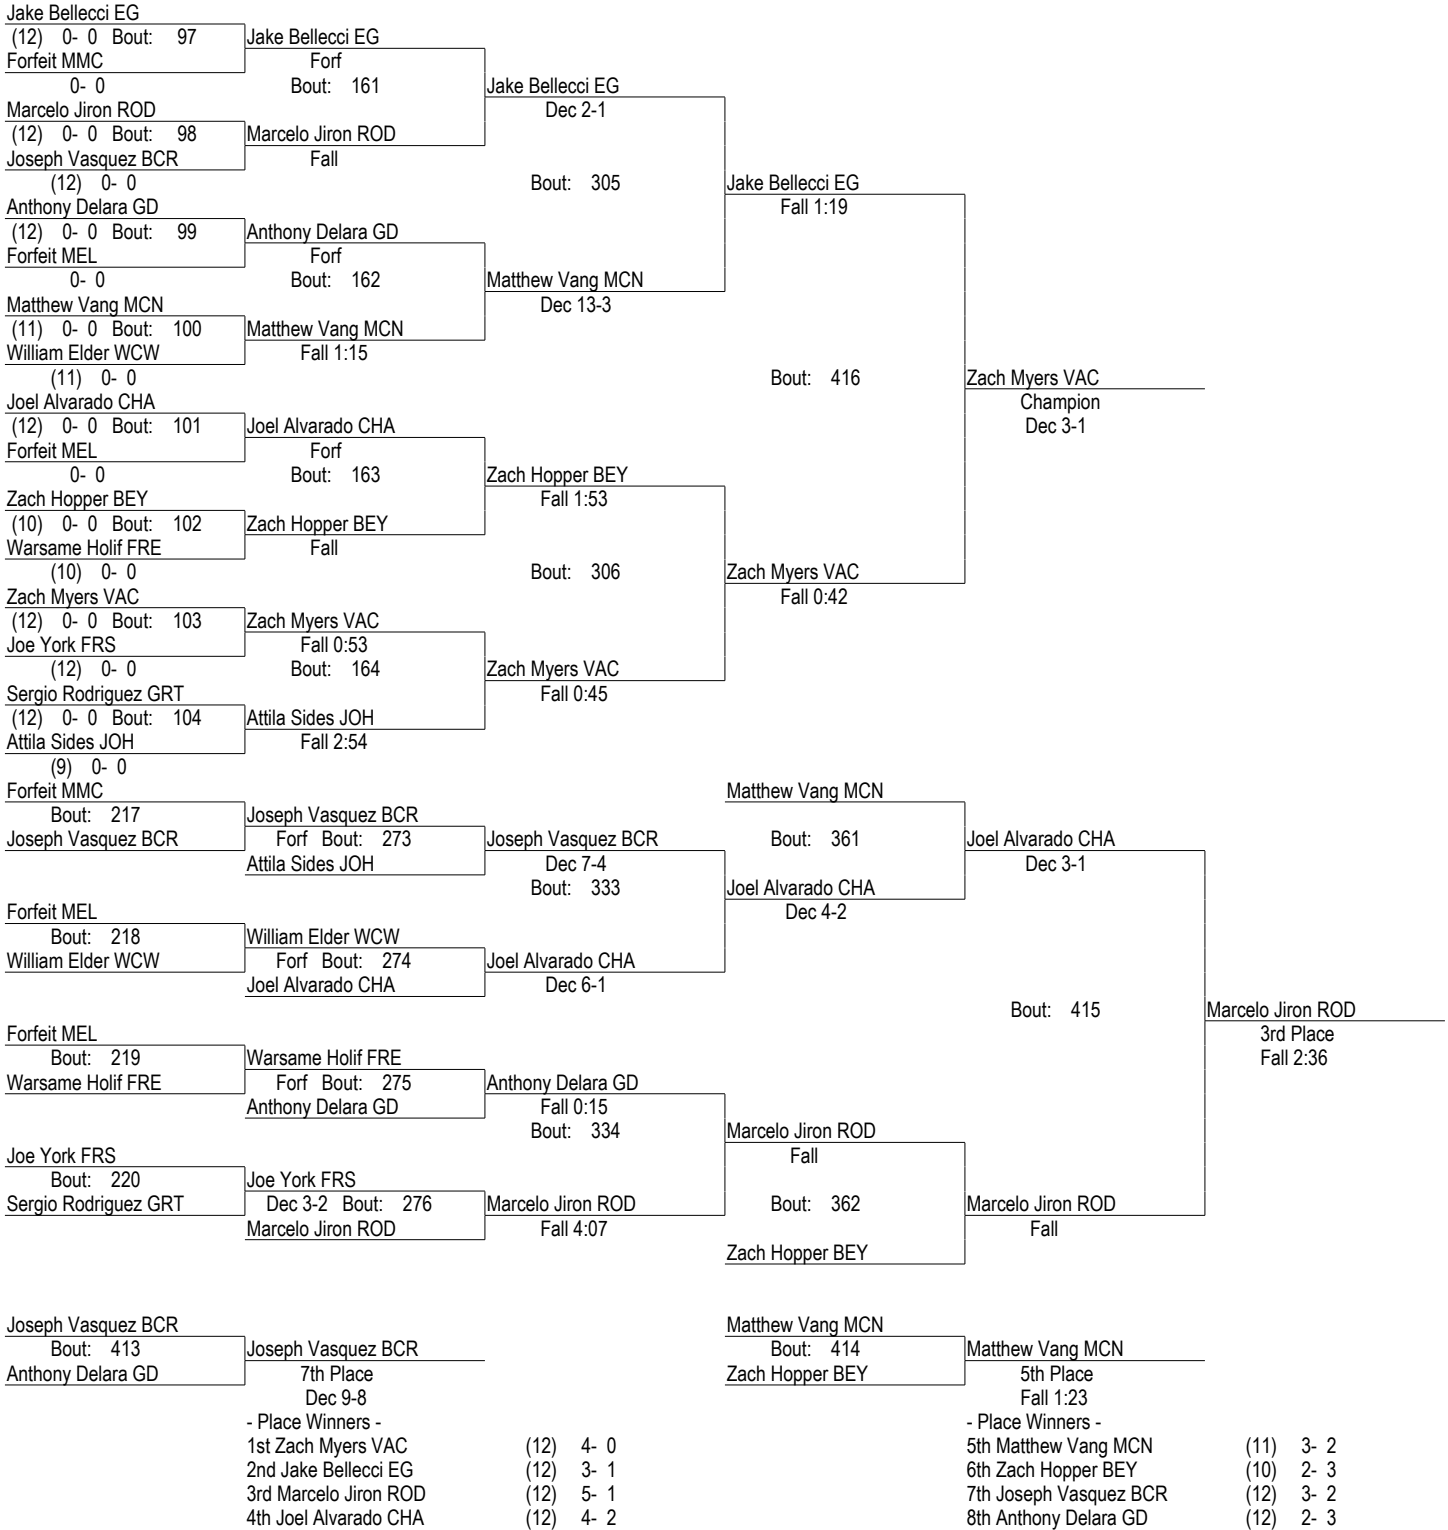 Jake Bellecci EG
(12) 0- 0 Bout: 97 Jake Bellecci EG
Forfeit MMC Forf
0- 0 Bout: 161 Jake Bellecci EG
Marcelo Jiron ROD Dec 2-1
(12) 0- 0 Bout: 98 Marcelo Jiron ROD
Joseph Vasquez BCR Fall
(12) 0- 0 Bout: 305 Jake Bellecci EG
Anthony Delara GD Fall 1:19
(12) 0- 0 Bout: 99 Anthony Delara GD
Forfeit MEL Forf
0- 0 Bout: 162 Matthew Vang MCN
Matthew Vang MCN Dec 13-3
(11) 0- 0 Bout: 100 Matthew Vang MCN
William Elder WCW Fall 1:15
(11) 0- 0 Bout: 416 Zach Myers VAC
Joel Alvarado CHA Champion
(12) 0- 0 Bout: 101 Joel Alvarado CHA Dec 3-1
Forfeit MEL Forf
0- 0 Bout: 163 Zach Hopper BEY
Zach Hopper BEY Fall 1:53
(10) 0- 0 Bout: 102 Zach Hopper BEY
Warsame Holif FRE Fall
(10) 0- 0 Bout: 306 Zach Myers VAC
Zach Myers VAC Fall 0:42
(12) 0- 0 Bout: 103 Zach Myers VAC
Joe York FRS Fall 0:53
(12) 0- 0 Bout: 164 Zach Myers VAC
Sergio Rodriguez GRT Fall 0:45
(12) 0- 0 Bout: 104 Attila Sides JOH
Attila Sides JOH Fall 2:54
(9) 0- 0
Forfeit MMC Matthew Vang MCN
Bout: 217 Joseph Vasquez BCR
Joseph Vasquez BCR Forf Bout: 273 Joseph Vasquez BCR Bout: 361 Joel Alvarado CHA
Attila Sides JOH Dec 7-4 Dec 3-1
Bout: 333 Joel Alvarado CHA
Forfeit MEL Dec 4-2
Bout: 218 William Elder WCW
William Elder WCW Forf Bout: 274 Joel Alvarado CHA
Joel Alvarado CHA Dec 6-1
Bout: 415 Marcelo Jiron ROD
Forfeit MEL 3rd Place
Bout: 219 Warsame Holif FRE Fall 2:36
Warsame Holif FRE Forf Bout: 275 Anthony Delara GD
Anthony Delara GD Fall 0:15
Bout: 334 Marcelo Jiron ROD
Joe York FRS Fall
Bout: 220 Joe York FRS
Sergio Rodriguez GRT Dec 3-2 Bout: 276 Marcelo Jiron ROD Bout: 362 Marcelo Jiron ROD
Marcelo Jiron ROD Fall 4:07 Fall
Zach Hopper BEY
Joseph Vasquez BCR Matthew Vang MCN
Bout: 413 Joseph Vasquez BCR Bout: 414 Matthew Vang MCN
Anthony Delara GD 7th Place Zach Hopper BEY 5th Place
Dec 9-8 Fall 1:23
- Place Winners - - Place Winners -
1st Zach Myers VAC (12) 4- 0 5th Matthew Vang MCN (11) 3- 2
2nd Jake Bellecci EG (12) 3- 1 6th Zach Hopper BEY (10) 2- 3
3rd Marcelo Jiron ROD (12) 5- 1 7th Joseph Vasquez BCR (12) 3- 2
4th Joel Alvarado CHA (12) 4- 2 8th Anthony Delara GD (12) 2- 3